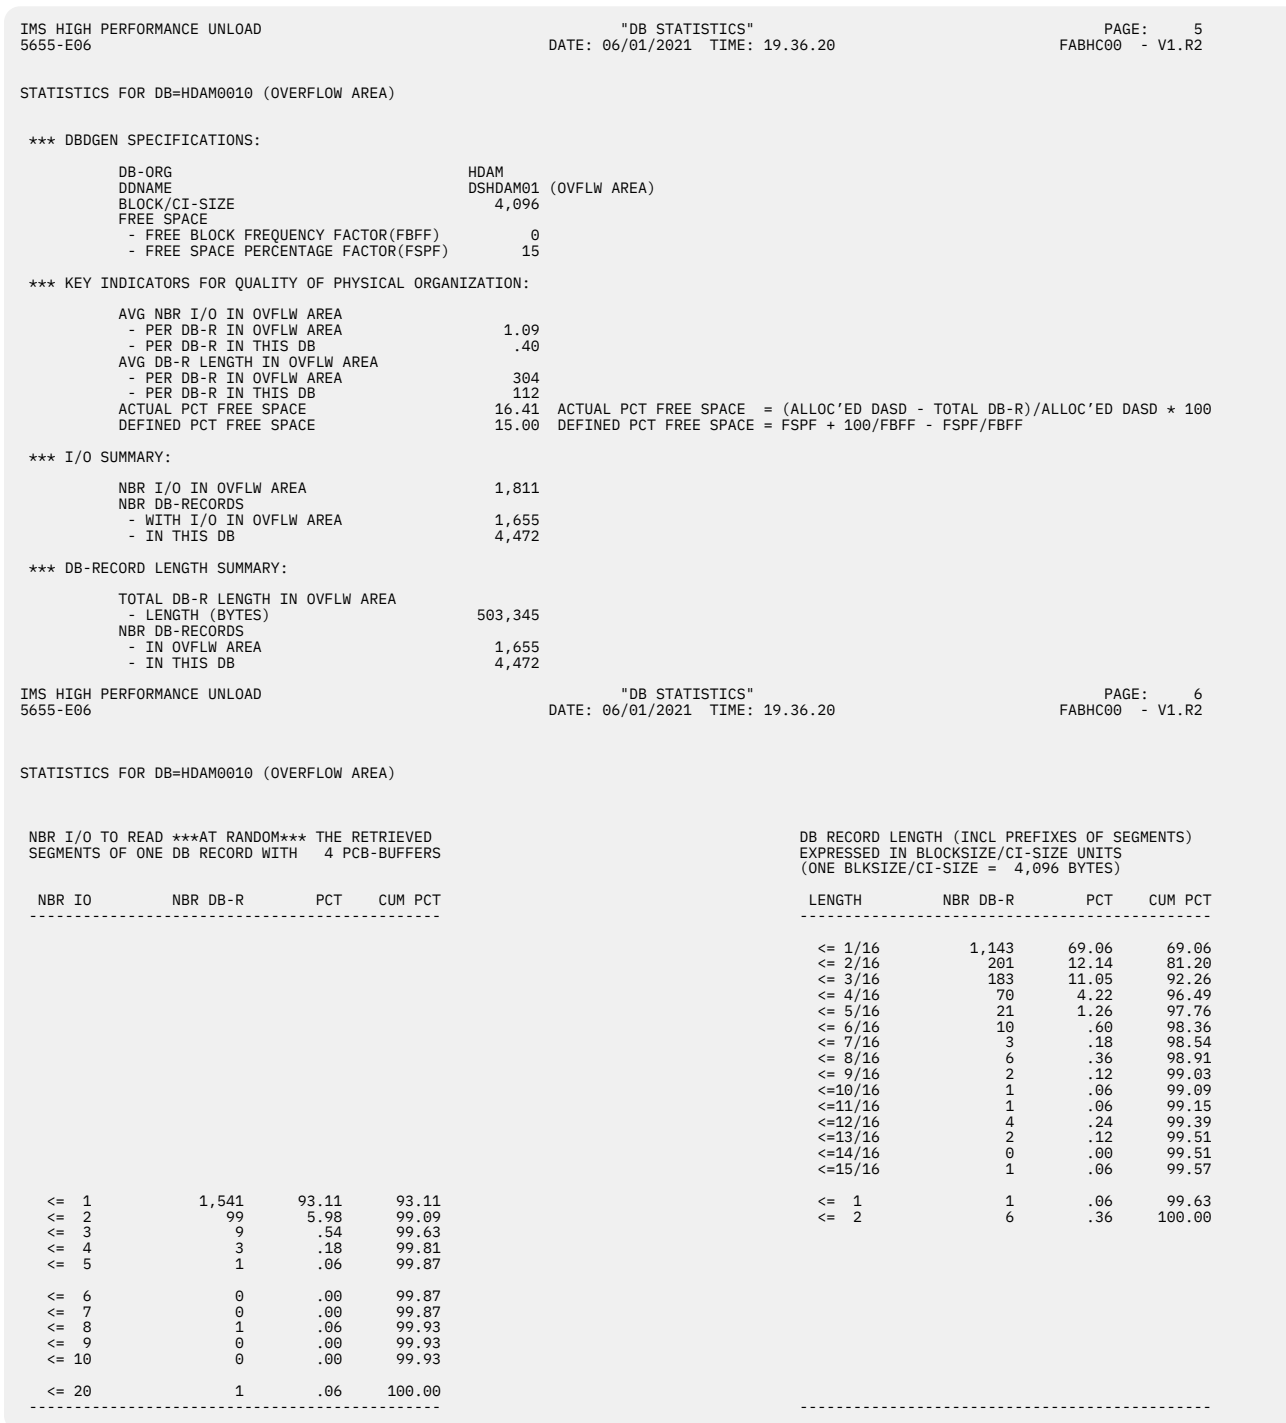 IMS HIGH PERFORMANCE UNLOAD "DB STATISTICS" PAGE: 5
5655-E06 DATE: 06/01/2021 TIME: 19.36.20 FABHC00 - V1.R2
STATISTICS FOR DB=HDAM0010 (OVERFLOW AREA)
*** DBDGEN SPECIFICATIONS:
DB-ORG HDAM
DDNAME DSHDAM01 (OVFLW AREA)
BLOCK/CI-SIZE 4,096
FREE SPACE
- FREE BLOCK FREQUENCY FACTOR(FBFF) 0
- FREE SPACE PERCENTAGE FACTOR(FSPF) 15
*** KEY INDICATORS FOR QUALITY OF PHYSICAL ORGANIZATION:
AVG NBR I/O IN OVFLW AREA
- PER DB-R IN OVFLW AREA 1.09
- PER DB-R IN THIS DB .40
AVG DB-R LENGTH IN OVFLW AREA
- PER DB-R IN OVFLW AREA 304
- PER DB-R IN THIS DB 112
ACTUAL PCT FREE SPACE 16.41 ACTUAL PCT FREE SPACE = (ALLOC'ED DASD - TOTAL DB-R)/ALLOC'ED DASD * 100
DEFINED PCT FREE SPACE 15.00 DEFINED PCT FREE SPACE = FSPF + 100/FBFF - FSPF/FBFF
*** I/O SUMMARY:
NBR I/O IN OVFLW AREA 1,811
NBR DB-RECORDS
- WITH I/O IN OVFLW AREA 1,655
- IN THIS DB 4,472
*** DB-RECORD LENGTH SUMMARY:
TOTAL DB-R LENGTH IN OVFLW AREA
- LENGTH (BYTES) 503,345
NBR DB-RECORDS
- IN OVFLW AREA 1,655
- IN THIS DB 4,472
IMS HIGH PERFORMANCE UNLOAD "DB STATISTICS" PAGE: 6
5655-E06 DATE: 06/01/2021 TIME: 19.36.20 FABHC00 - V1.R2
STATISTICS FOR DB=HDAM0010 (OVERFLOW AREA)
NBR I/O TO READ ***AT RANDOM*** THE RETRIEVED DB RECORD LENGTH (INCL PREFIXES OF SEGMENTS)
SEGMENTS OF ONE DB RECORD WITH 4 PCB-BUFFERS EXPRESSED IN BLOCKSIZE/CI-SIZE UNITS
(ONE BLKSIZE/CI-SIZE = 4,096 BYTES)
NBR IO NBR DB-R PCT CUM PCT LENGTH NBR DB-R PCT CUM PCT
---------------------------------------------- ----------------------------------------------
<= 1/16 1,143 69.06 69.06
<= 2/16 201 12.14 81.20
<= 3/16 183 11.05 92.26
<= 4/16 70 4.22 96.49
<= 5/16 21 1.26 97.76
<= 6/16 10 .60 98.36
<= 7/16 3 .18 98.54
<= 8/16 6 .36 98.91
<= 9/16 2 .12 99.03
<=10/16 1 .06 99.09
<=11/16 1 .06 99.15
<=12/16 4 .24 99.39
<=13/16 2 .12 99.51
<=14/16 0 .00 99.51
<=15/16 1 .06 99.57
<= 1 1,541 93.11 93.11 <= 1 1 .06 99.63
<= 2 99 5.98 99.09 <= 2 6 .36 100.00
<= 3 9 .54 99.63
<= 4 3 .18 99.81
<= 5 1 .06 99.87
<= 6 0 .00 99.87
<= 7 0 .00 99.87
<= 8 1 .06 99.93
<= 9 0 .00 99.93
<= 10 0 .00 99.93
<= 20 1 .06 100.00
---------------------------------------------- ----------------------------------------------